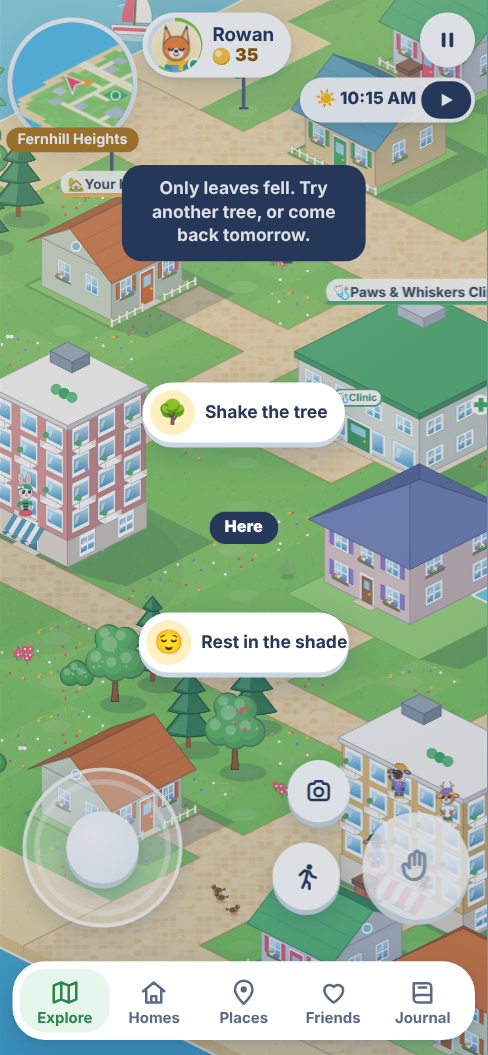 Rowan
35
10:15 AM
Fernhill Heights
Your
Only leaves fell. Try
another tree, or come
back tomorrow.
Paws & Whiskers Cli
Clinic
Shake the tree
Here
Rest in the shade
Explore
Homes
Places
Friends
Journal